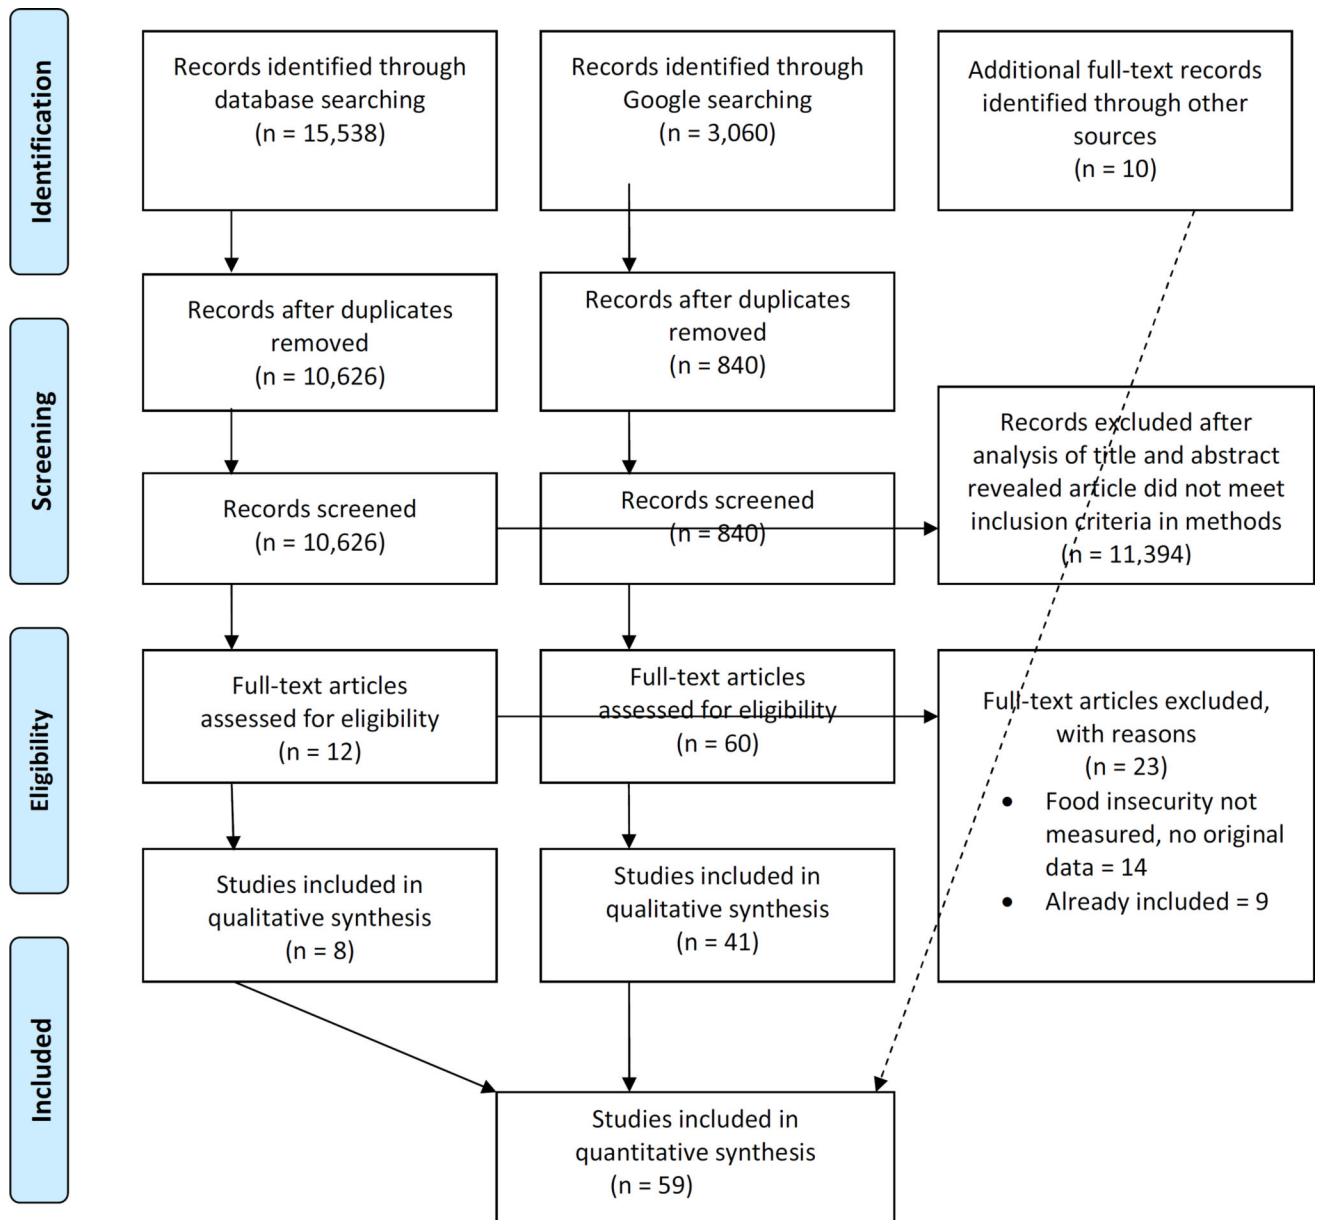 Identification
Records identified through
database searching
(n = 15,538)
Records identified through
Google searching
(n = 3,060)
Additional full-text records
identified through other
sources
(n = 10)
Records after duplicates
removed
(n = 10,626)
Records after duplicates
removed
(n = 840)
Screening
Records screened
(n = 10,626)
Records screened
(n = 840)
Records excluded after
analysis of title and abstract
revealed article did not meet
inclusion criteria in methods
(n = 11,394)
Eligibility
Full-text articles
assessed for eligibility
(n = 12)
Full-text articles
assessed for eligibility
(n = 60)
Full-text articles excluded,
with reasons
(n = 23)
• Food insecurity not
measured, no original
data = 14
• Already included = 9
Studies included in
qualitative synthesis
(n = 8)
Studies included in
qualitative synthesis
(n = 41)
Included
Studies included in
quantitative synthesis
(n = 59)